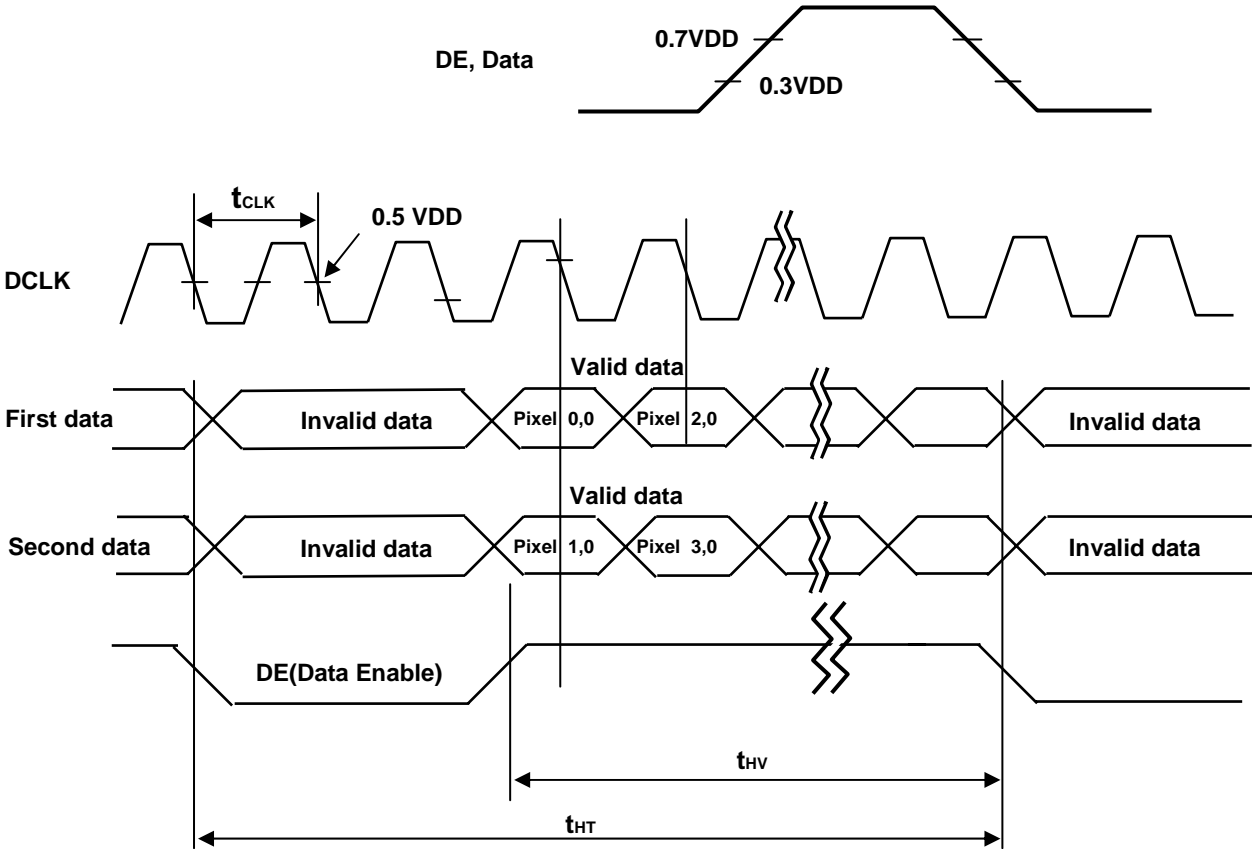 0.7VDD
DE, Data
0.3VDD
tCLK
0.5 VDD
DCLK
Valid data
First data
Invalid data
Pixel 0,0
Pixel 2,0
Invalid data
Valid data
Second data
Invalid data
Pixel 1,0
Pixel 3,0
Invalid data
DE(Data Enable)
tHV
tHT